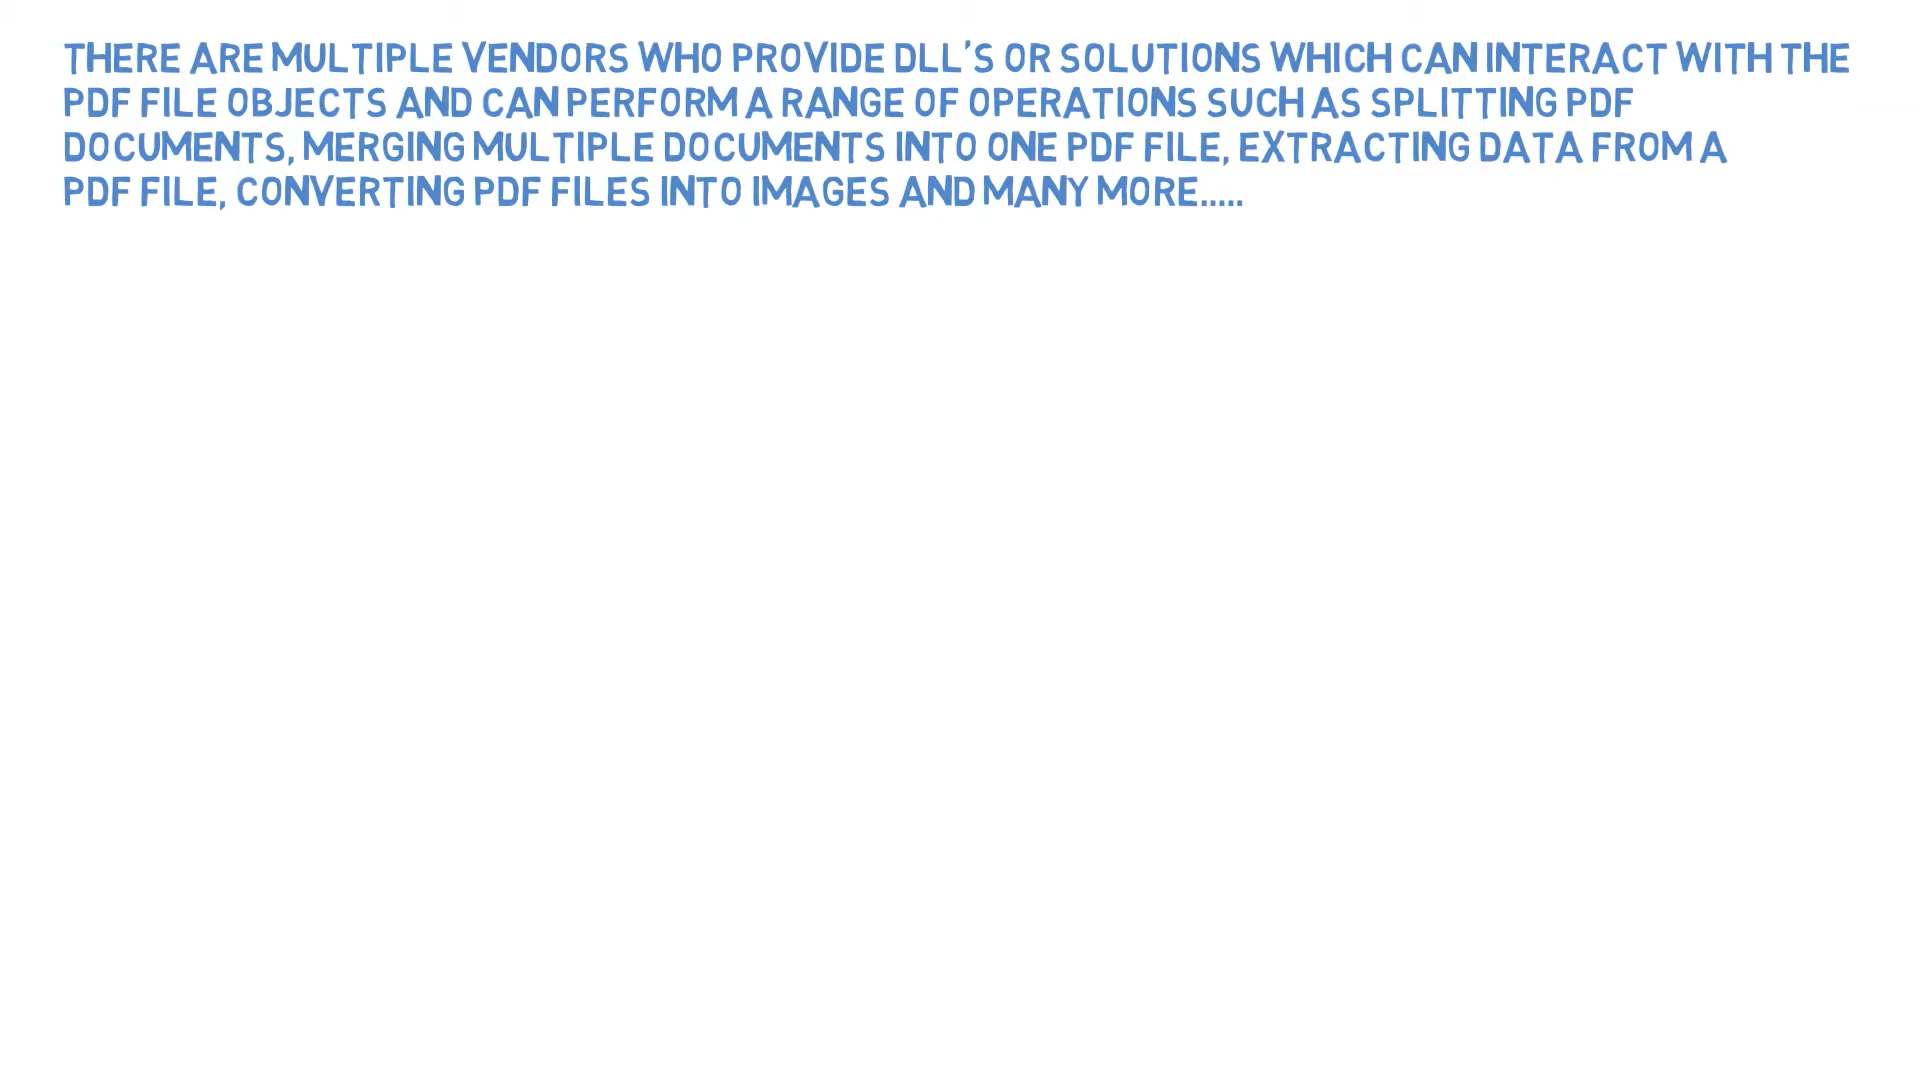 THERE ARE MULTIPLE VENDORS WHO PROVIDE DLL'S OR SOLUTIONS WHICH CAN INTERACT WITH THE
PDF FILE OBJECTS AND CAN PERFORM A RANGE OF OPERATIONS SUCH AS SPLITTING PDF
DOCUMENTS, MERGING MULTIPLE DOCUMENTS INTO ONE PDF FILE, EXTRACTING DATA FROM A
PDF FILE, CONVERTING PDF FILES INTO IMAGES AND MANY MORE.....